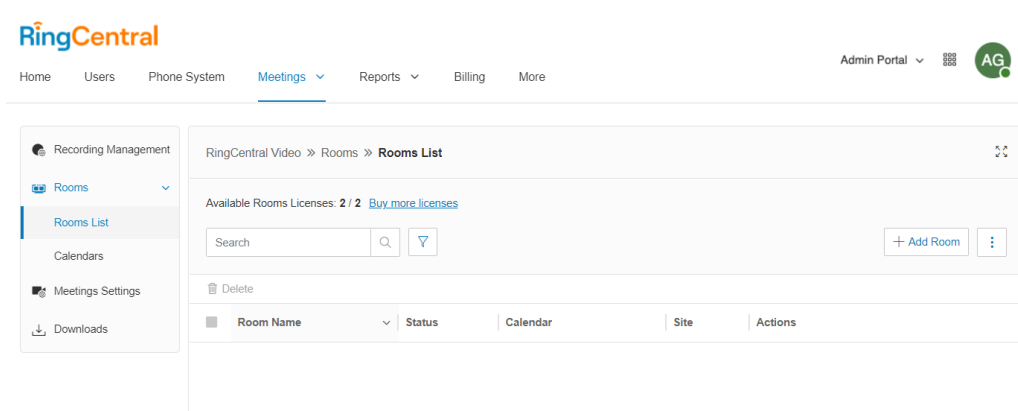 RingCentral
Admin Portal
AG
Home Users Phone System Meetings Reports Billing More
Recording Management
Rooms
Rooms List
Calendars
Meetings Settings
Downloads
RingCentral Video » Rooms » Rooms List
Available Rooms Licenses: 2 / 2 Buy more licenses
Search
+ Add Room
Delete
Room Name Status Calendar Site Actions